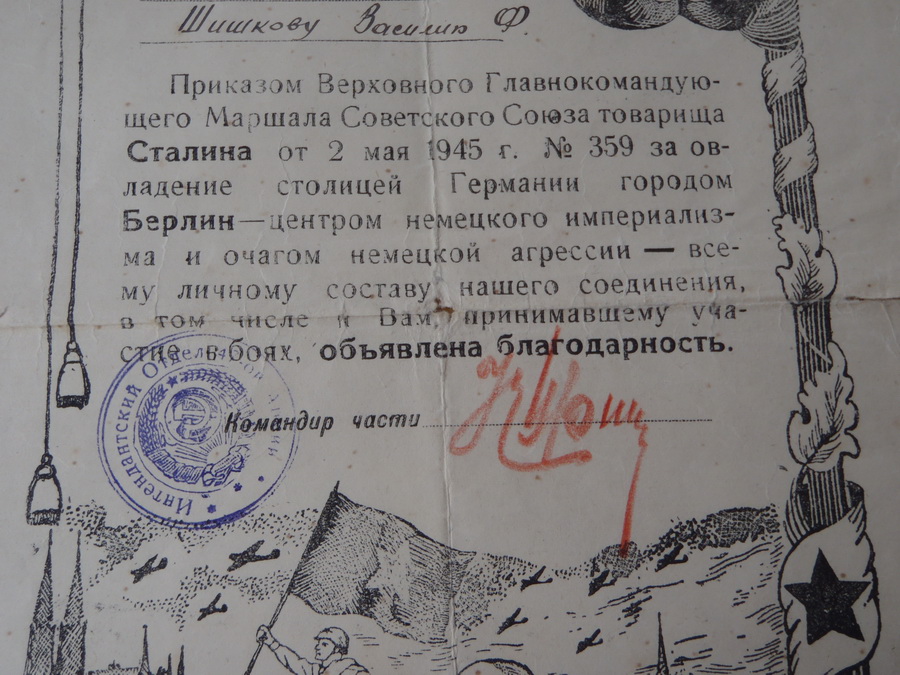 Шишкову Василию Ф.
Приказом Верховного Главнокомандую-
щего Маршала Советского Союза товарища
Сталина от 2 мая 1945 г. № 359 за ов-
ладение столицей Германии городом
Берлин — центром немецкого империализ-
ма и очагом немецкой агрессии — все-
му личному составу нашего соединения,
в том числе и Вам, принимавшему уча-
стие в боях, объявлена благодарность.
Командир части
Интендантский Отдел